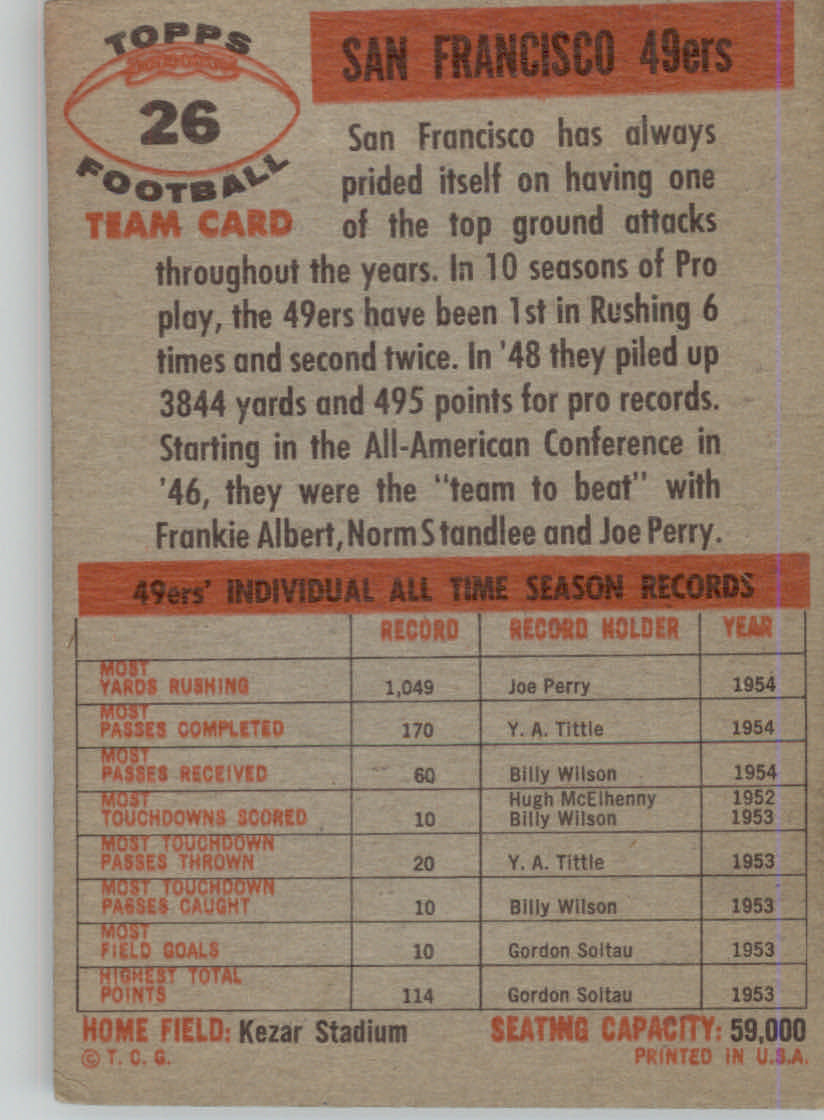 TOPPS
26
FOOTBALL
TEAM CARD
SAN FRANCISCO 49ers
San Francisco has always
prided itself on having one
of the top ground attacks
throughout the years. In 10 seasons of Pro
play, the 49ers have been 1st in Rushing 6
times and second twice. In '48 they piled up
3844 yards and 495 points for pro records.
Starting in the All-American Conference in
'46, they were the "team to beat" with
Frankie Albert, Norm Standlee and Joe Perry.
49ers' INDIVIDUAL ALL TIME SEASON RECORDS
RECORD RECORD HOLDER YEAR
MOST
YARDS RUSHING 1,049 Joe Perry 1954
MOST
PASSES COMPLETED 170 Y. A. Tittle 1954
MOST
PASSES RECEIVED 60 Billy Wilson 1954
MOST Hugh McElhenny 1952
TOUCHDOWNS SCORED 10 Billy Wilson 1953
MOST TOUCHDOWN
PASSES THROWN 20 Y. A. Tittle 1953
MOST TOUCHDOWN
PASSES CAUGHT 10 Billy Wilson 1953
MOST
FIELD GOALS 10 Gordon Soltau 1953
HIGHEST TOTAL
POINTS 114 Gordon Soltau 1953
HOME FIELD: Kezar Stadium SEATING CAPACITY: 59,000
© T. C. G. PRINTED IN U.S.A.